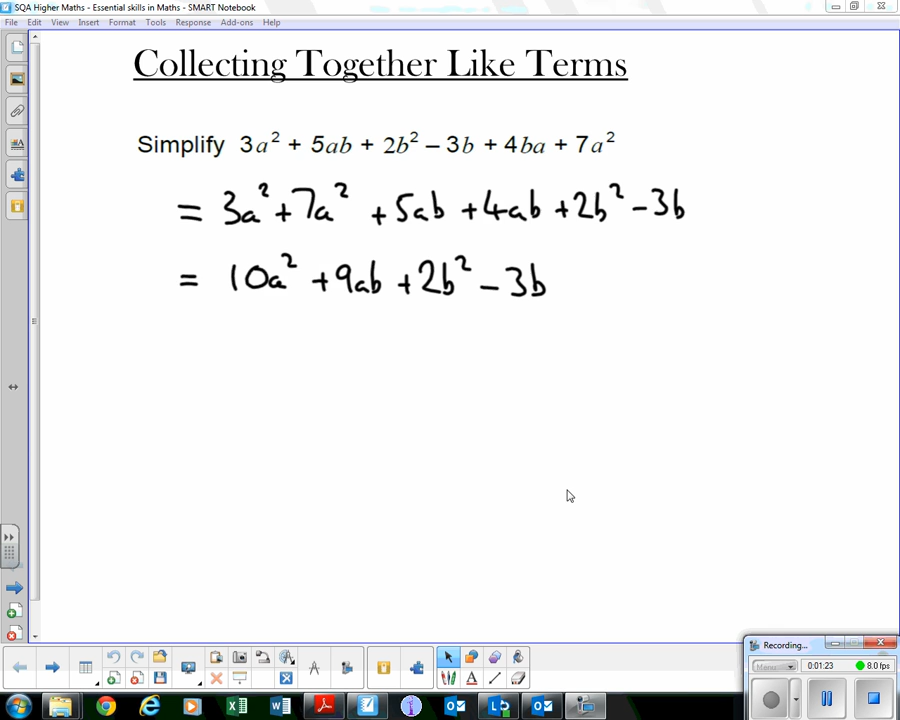 SQA Higher Maths - Essential skills in Maths - SMART Notebook
File Edit View Insert Format Tools Response Add-ons Help
Collecting Together Like Terms
Simplify 3a² + 5ab + 2b² – 3b + 4ba + 7a²
= 3a² + 7a² + 5ab + 4ab + 2b² - 3b
= 10a² + 9ab + 2b² - 3b
Recording...
Menu 0:01:23 8.0 fps